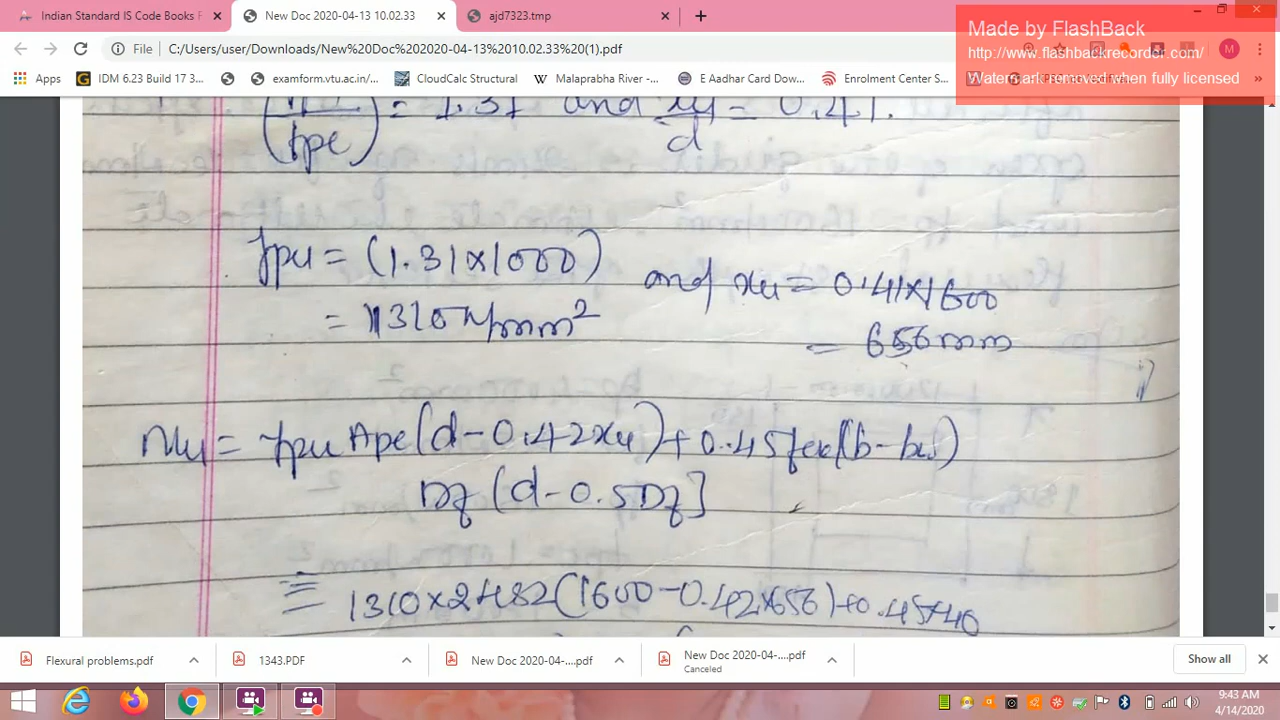 Indian Standard IS Code Books F
New Doc 2020-04-13 10.02.33
ajd7323.tmp
Made by FlashBack
http://www.flashbackrecorder.com/
Watermark removed when fully licensed
File
C:/Users/user/Downloads/New%20Doc%202020-04-13%2010.02.33%20(1).pdf
M
Apps
IDM 6.23 Build 17 3...
examform.vtu.ac.in/...
CloudCalc Structural
Malaprabha River -...
E Aadhar Card Dow...
Enrolment Center S...
(fpe) = 1.31 and xu/d = 0.41.
fpu = (1.31×1000) and xu = 0.41×1600
= 1310 N/mm² = 656mm
Mu = fpu Ape(d-0.42xu)+0.45fck(b-bw)
Df [d-0.5Df]
= 1310×2482(1600-0.42×656)+0.45×40
Flexural problems.pdf
1343.PDF
New Doc 2020-04-....pdf
New Doc 2020-04-....pdf
Canceled
Show all
9:43 AM
4/14/2020